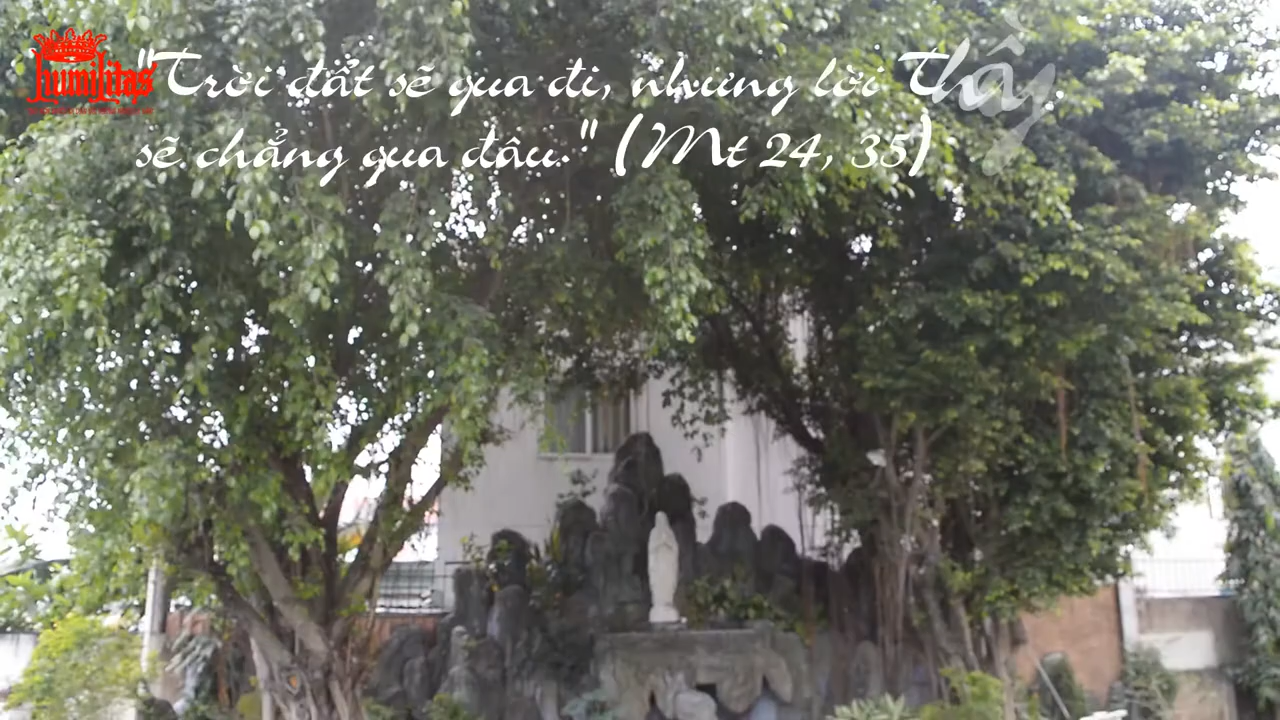 humilitas
"Trời đất sẽ qua đi, nhưng lời Thầy
sẽ chẳng qua đâu." (Mt 24, 35)